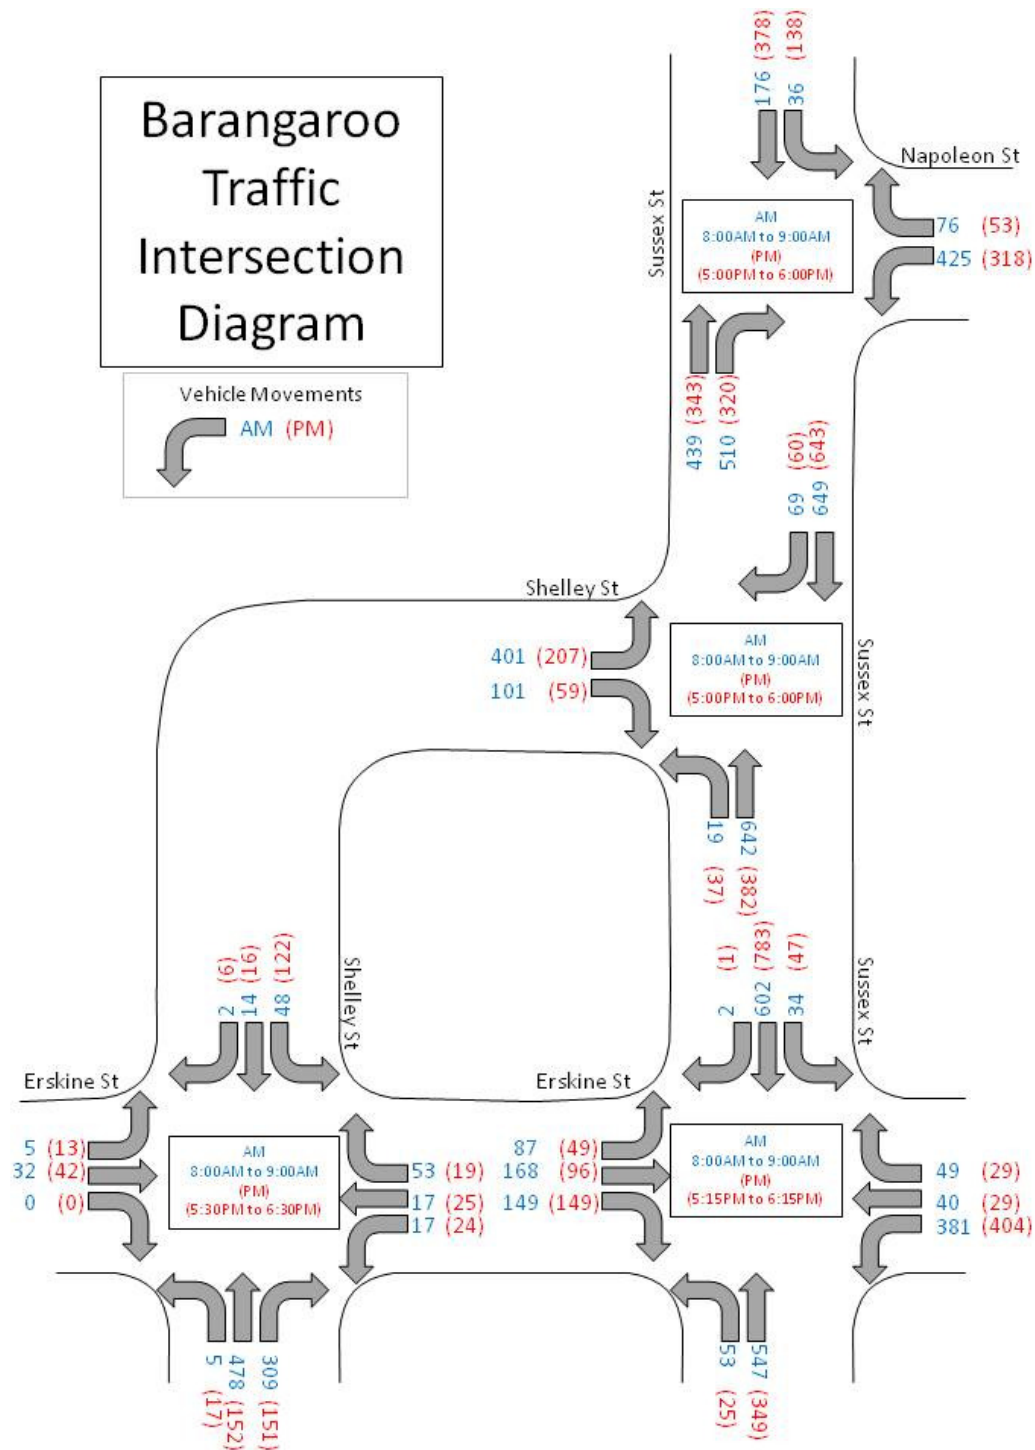 Barangaroo
Traffic
Intersection
Diagram
Vehicle Movements
AM (PM)
176 (378)
36 (138)
Napoleon St
Sussex St
AM
8:00AM to 9:00AM
(PM)
(5:00PM to 6:00PM)
76 (53)
425 (318)
439 (343)
510 (320)
69 (60)
649 (643)
Shelley St
401 (207)
101 (59)
AM
8:00AM to 9:00AM
(PM)
(5:00PM to 6:00PM)
Sussex St
19 (37)
642 (382)
2 (6)
14 (16)
48 (122)
Shelley St
2 (1)
602 (783)
34 (47)
Sussex St
Erskine St
Erskine St
5 (13)
32 (42)
0 (0)
AM
8:00AM to 9:00AM
(PM)
(5:30PM to 6:30PM)
53 (19)
17 (25)
17 (24)
87 (49)
168 (96)
149 (149)
AM
8:00AM to 9:00AM
(PM)
(5:15PM to 6:15PM)
49 (29)
40 (29)
381 (404)
5 (17)
478 (152)
309 (151)
53 (25)
547 (349)